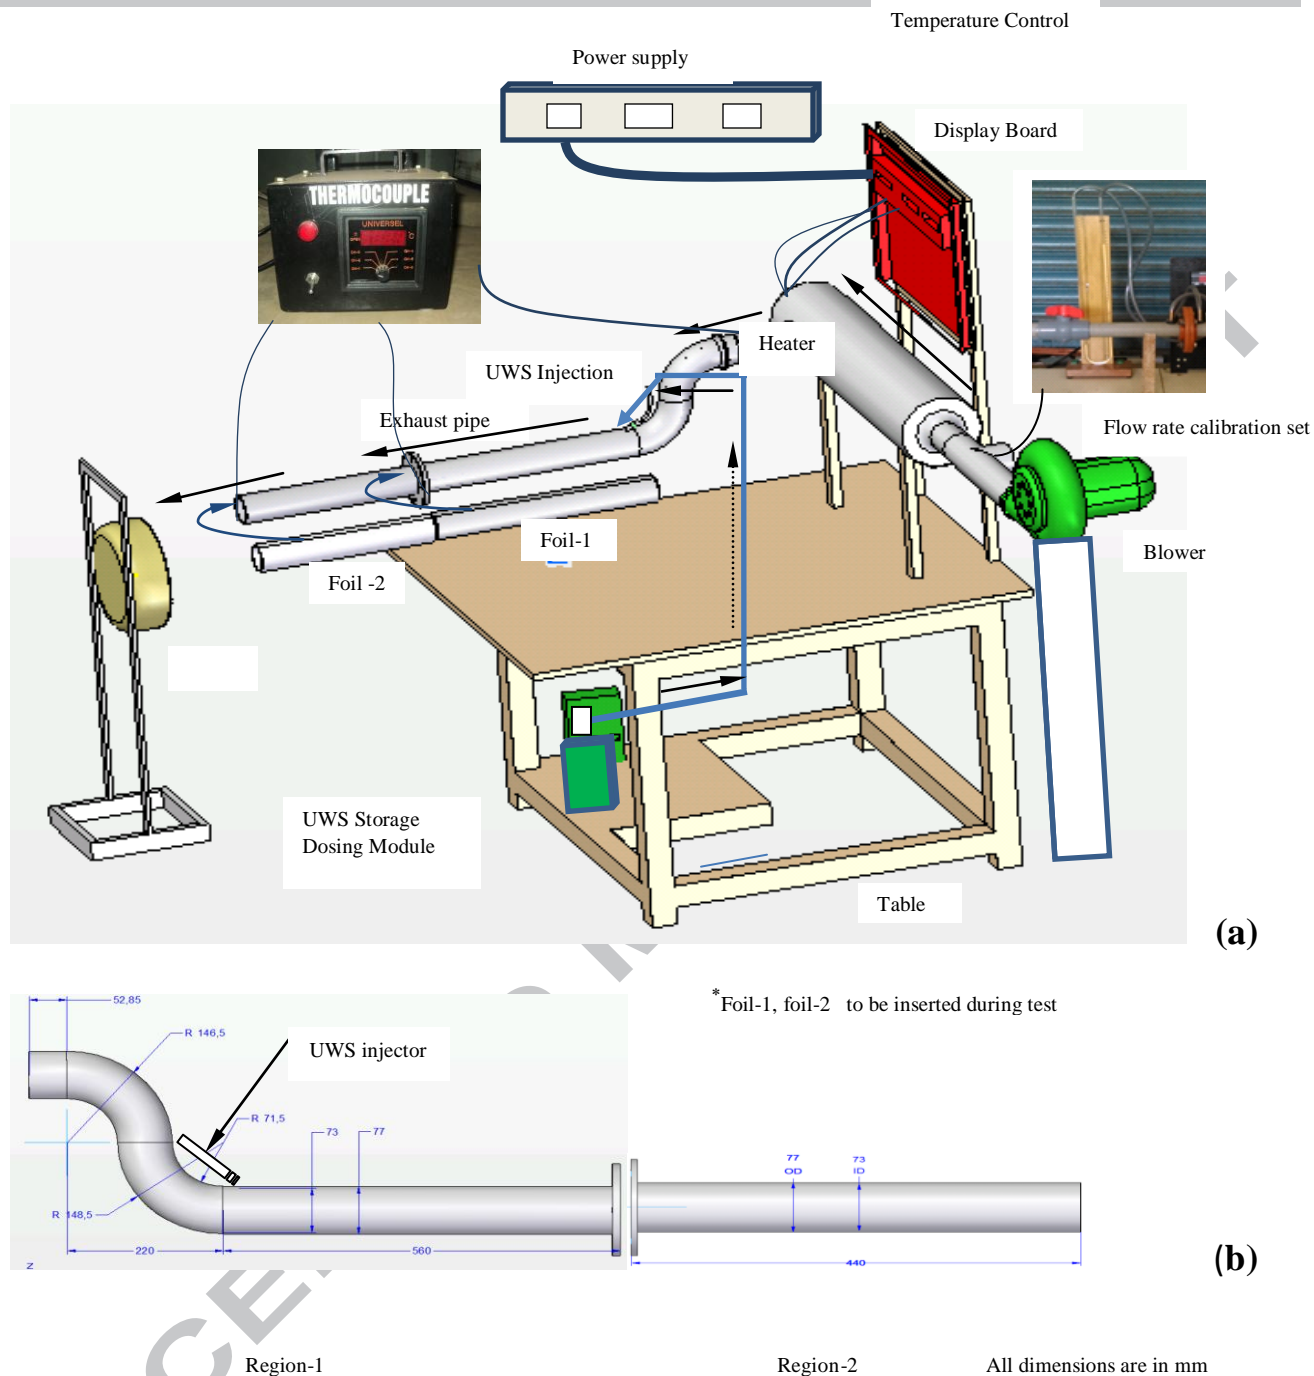 Temperature Control
Power supply
Display Board
THERMOCOUPLE
UNIVERSEL
Heater
UWS Injection
Exhaust pipe
Flow rate calibration set
Foil-1
Blower
Foil -2
UWS Storage
Dosing Module
Table
(a)
*Foil-1, foil-2 to be inserted during test
52,85
R 146,5
UWS injector
R 71,5
73
77
R 148,5
220
560
Z
77
OD
73
ID
440
(b)
Region-1
Region-2
All dimensions are in mm